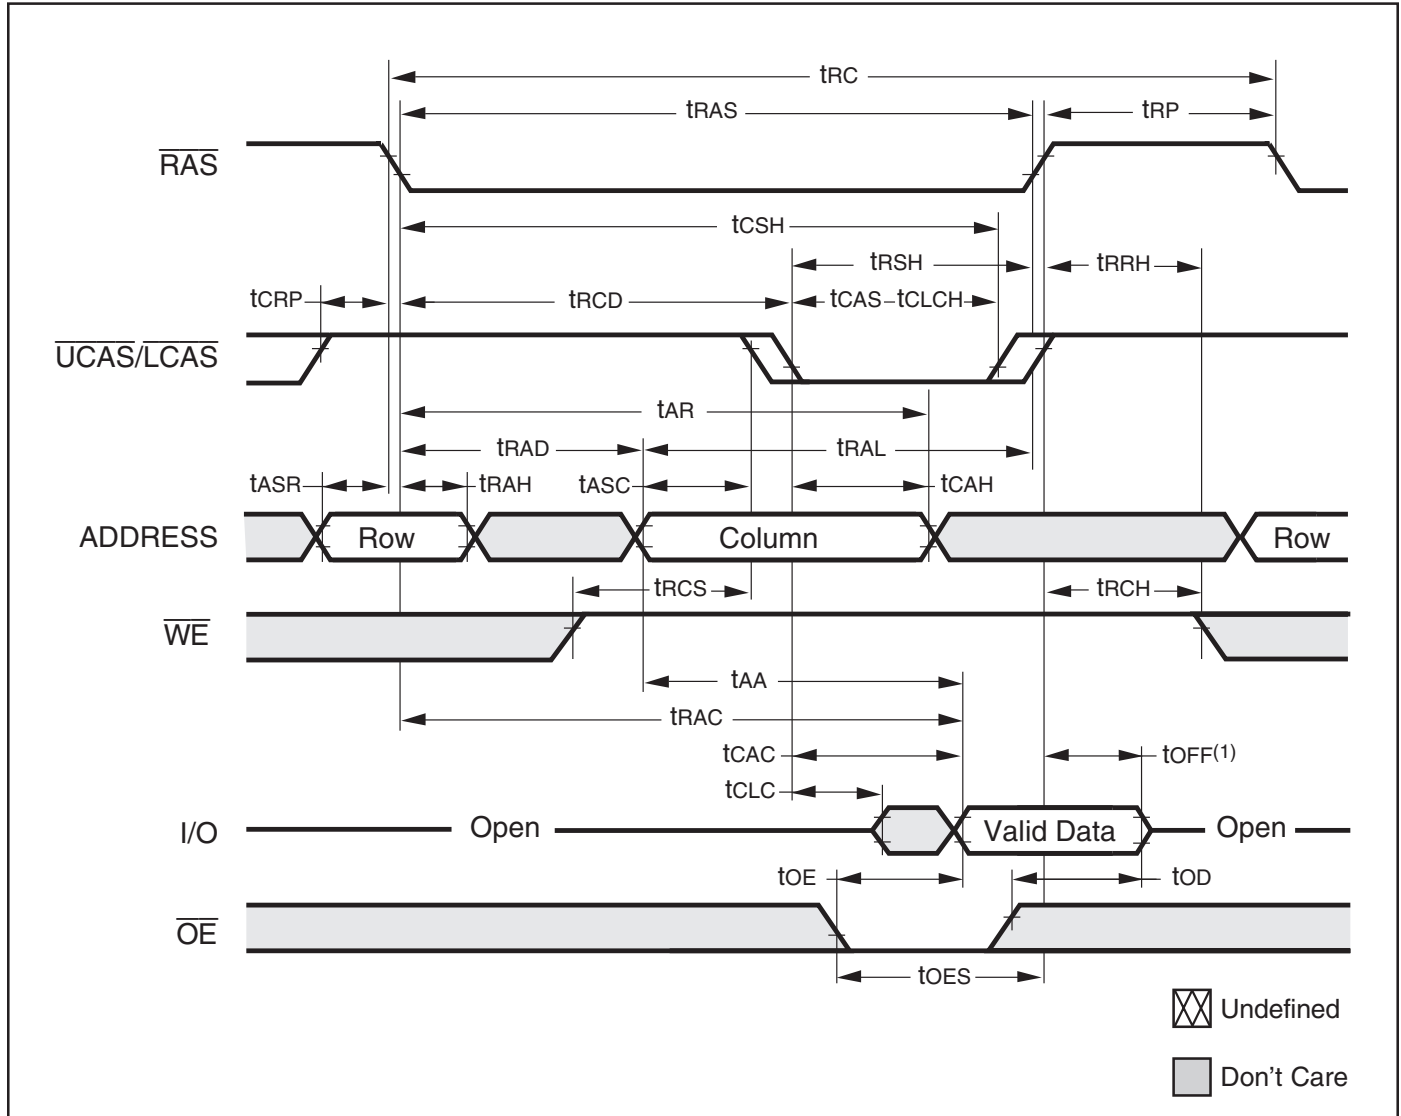 tRC
tRAS
tRP
RAS
tCSH
tRSH
tRRH
tCRP
tRCD
tCAS
tCLCH
UCAS/LCAS
tAR
tRAD
tRAL
tASR
tRAH
tASC
tCAH
ADDRESS
Row
Column
Row
tRCS
tRCH
WE
tAA
tRAC
tCAC
tOFF(1)
tCLC
I/O
Open
Valid Data
Open
tOE
tOD
OE
tOES
Undefined
Don't Care